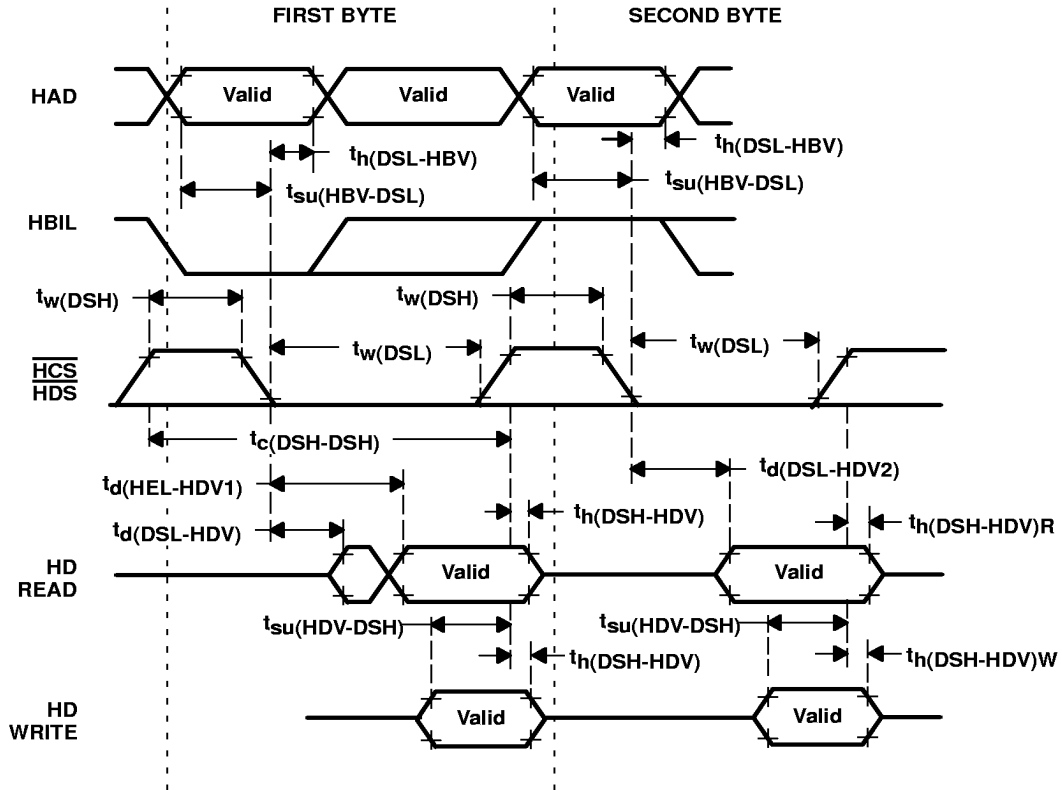 FIRST BYTE SECOND BYTE
HAD Valid Valid Valid
th(DSL-HBV) th(DSL-HBV)
tsu(HBV-DSL) tsu(HBV-DSL)
HBIL
tw(DSH) tw(DSH)
tw(DSL) tw(DSL)
HCS
HDS
tc(DSH-DSH)
td(HEL-HDV1) td(DSL-HDV2)
td(DSL-HDV) th(DSH-HDV) th(DSH-HDV)R
HD
READ Valid Valid
tsu(HDV-DSH) tsu(HDV-DSH)
th(DSH-HDV) th(DSH-HDV)W
HD
WRITE Valid Valid